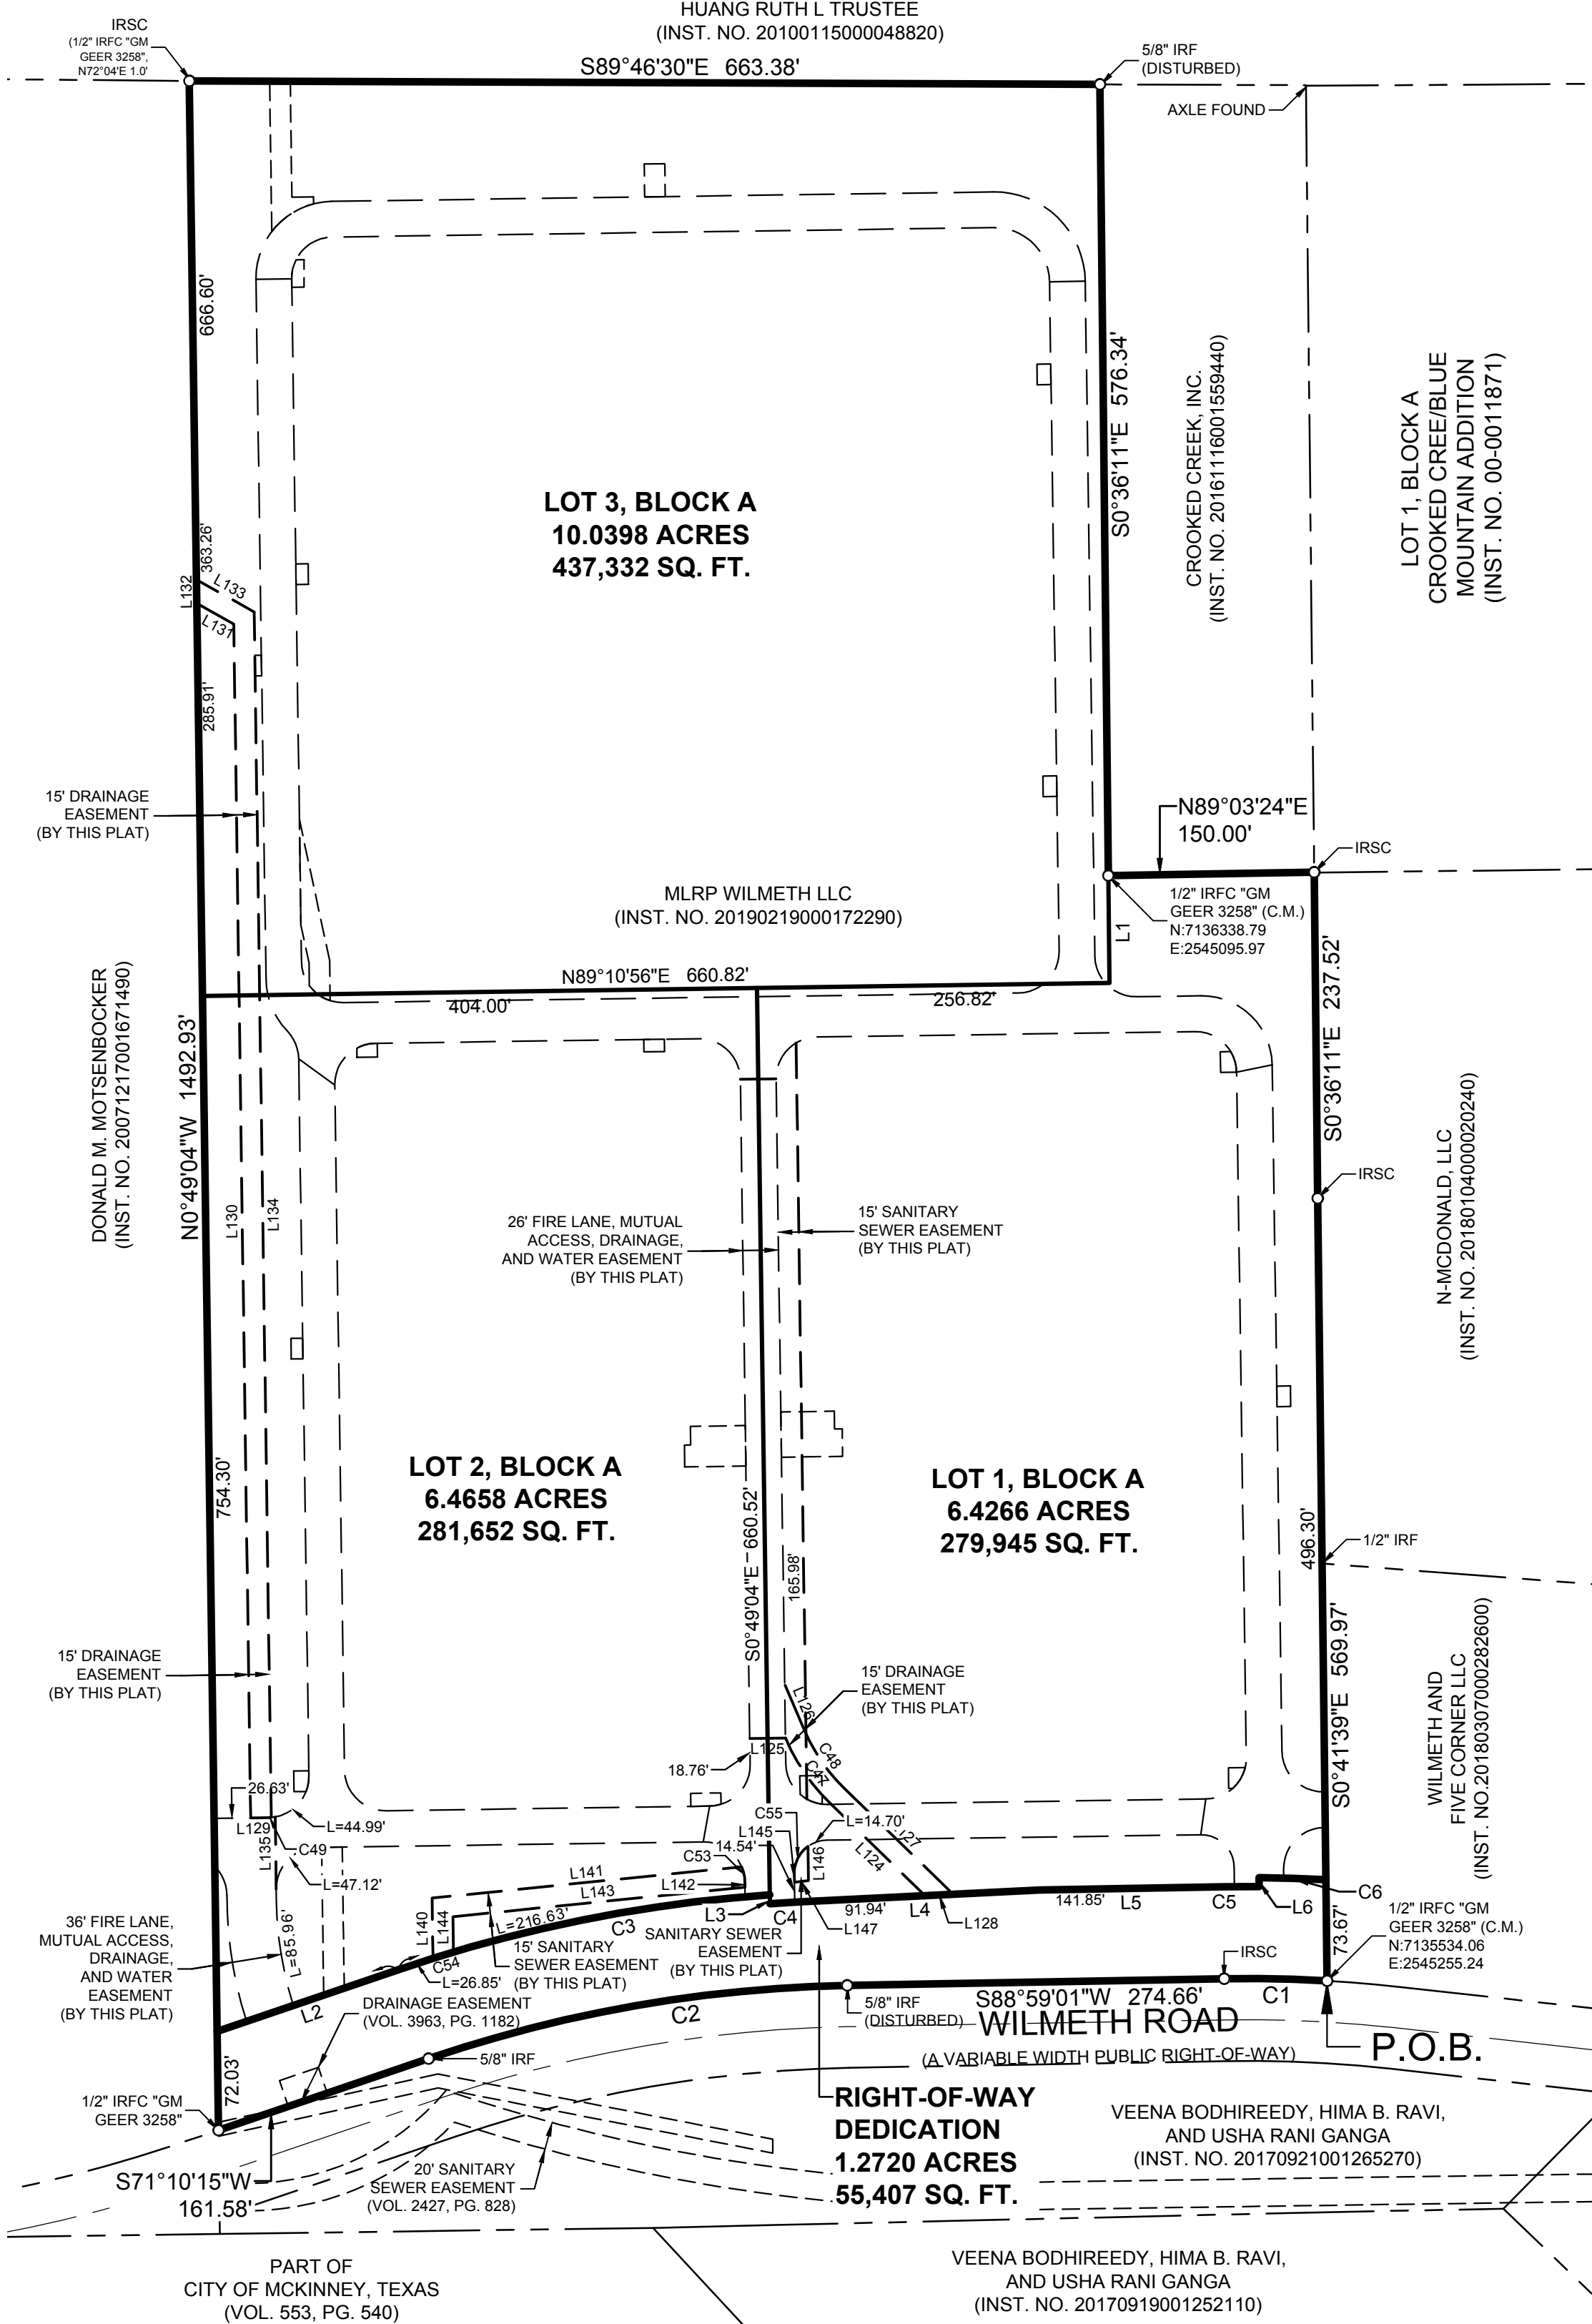 HUANG RUTH L TRUSTEE
(INST. NO. 20100115000048820)
IRSC
(1/2" IRFC "GM
GEER 3258",
N72°04'E 1.0'
S89°46'30"E 663.38'
5/8" IRF
(DISTURBED)
AXLE FOUND
666.60'
S0°36'11"E 576.34'
CROOKED CREEK, INC.
(INST. NO. 20161116001559440)
LOT 1, BLOCK A
CROOKED CREE/BLUE
MOUNTAIN ADDITION
(INST. NO. 00-0011871)
LOT 3, BLOCK A
10.0398 ACRES
437,332 SQ. FT.
363.26'
L132
L133
L131
285.91'
15' DRAINAGE
EASEMENT
(BY THIS PLAT)
N89°03'24"E
150.00'
IRSC
MLRP WILMETH LLC
(INST. NO. 20190219000172290)
1/2" IRFC "GM
GEER 3258" (C.M.)
N:7136338.79
E:2545095.97
L1
N89°10'56"E 660.82'
404.00'
256.82'
S0°36'11"E 237.52'
DONALD M. MOTSENBOCKER
(INST. NO. 20071217001671490)
N0°49'04"W 1492.93'
L130
L134
26' FIRE LANE, MUTUAL
ACCESS, DRAINAGE,
AND WATER EASEMENT
(BY THIS PLAT)
15' SANITARY
SEWER EASEMENT
(BY THIS PLAT)
IRSC
N-MCDONALD, LLC
(INST. NO. 20180104000020240)
LOT 2, BLOCK A
6.4658 ACRES
281,652 SQ. FT.
LOT 1, BLOCK A
6.4266 ACRES
279,945 SQ. FT.
754.30'
S0°49'04"E 660.52'
165.98'
496.30'
1/2" IRF
15' DRAINAGE
EASEMENT
(BY THIS PLAT)
15' DRAINAGE
EASEMENT
(BY THIS PLAT)
S0°41'39"E 569.97'
WILMETH AND
FIVE CORNER LLC
(INST. NO.20180307000282600)
L126
L125
C48
C47
18.76'
26.63'
L129
L=44.99'
C49
L135
L=47.12'
C55
L=14.70'
L145
14.54'
C53
L146
L124
L127
L141
L142
L143
L140
L144
L=216.63'
C3
L3
C4
91.94'
L4
L147
L128
141.85'
L5
C5
L6
C6
36' FIRE LANE,
MUTUAL ACCESS,
DRAINAGE,
AND WATER
EASEMENT
(BY THIS PLAT)
L=85.96'
C54
15' SANITARY
SEWER EASEMENT
(BY THIS PLAT)
SANITARY SEWER
EASEMENT
(BY THIS PLAT)
L=26.85'
IRSC
73.67'
1/2" IRFC "GM
GEER 3258" (C.M.)
N:7135534.06
E:2545255.24
L2
DRAINAGE EASEMENT
(VOL. 3963, PG. 1182)
C2
5/8" IRF
(DISTURBED)
S88°59'01"W 274.66'
C1
WILMETH ROAD
(A VARIABLE WIDTH PUBLIC RIGHT-OF-WAY)
P.O.B.
72.03'
5/8" IRF
1/2" IRFC "GM
GEER 3258"
RIGHT-OF-WAY
DEDICATION
1.2720 ACRES
55,407 SQ. FT.
VEENA BODHIREEDY, HIMA B. RAVI,
AND USHA RANI GANGA
(INST. NO. 20170921001265270)
S71°10'15"W
161.58'
20' SANITARY
SEWER EASEMENT
(VOL. 2427, PG. 828)
PART OF
CITY OF MCKINNEY, TEXAS
(VOL. 553, PG. 540)
VEENA BODHIREEDY, HIMA B. RAVI,
AND USHA RANI GANGA
(INST. NO. 20170919001252110)